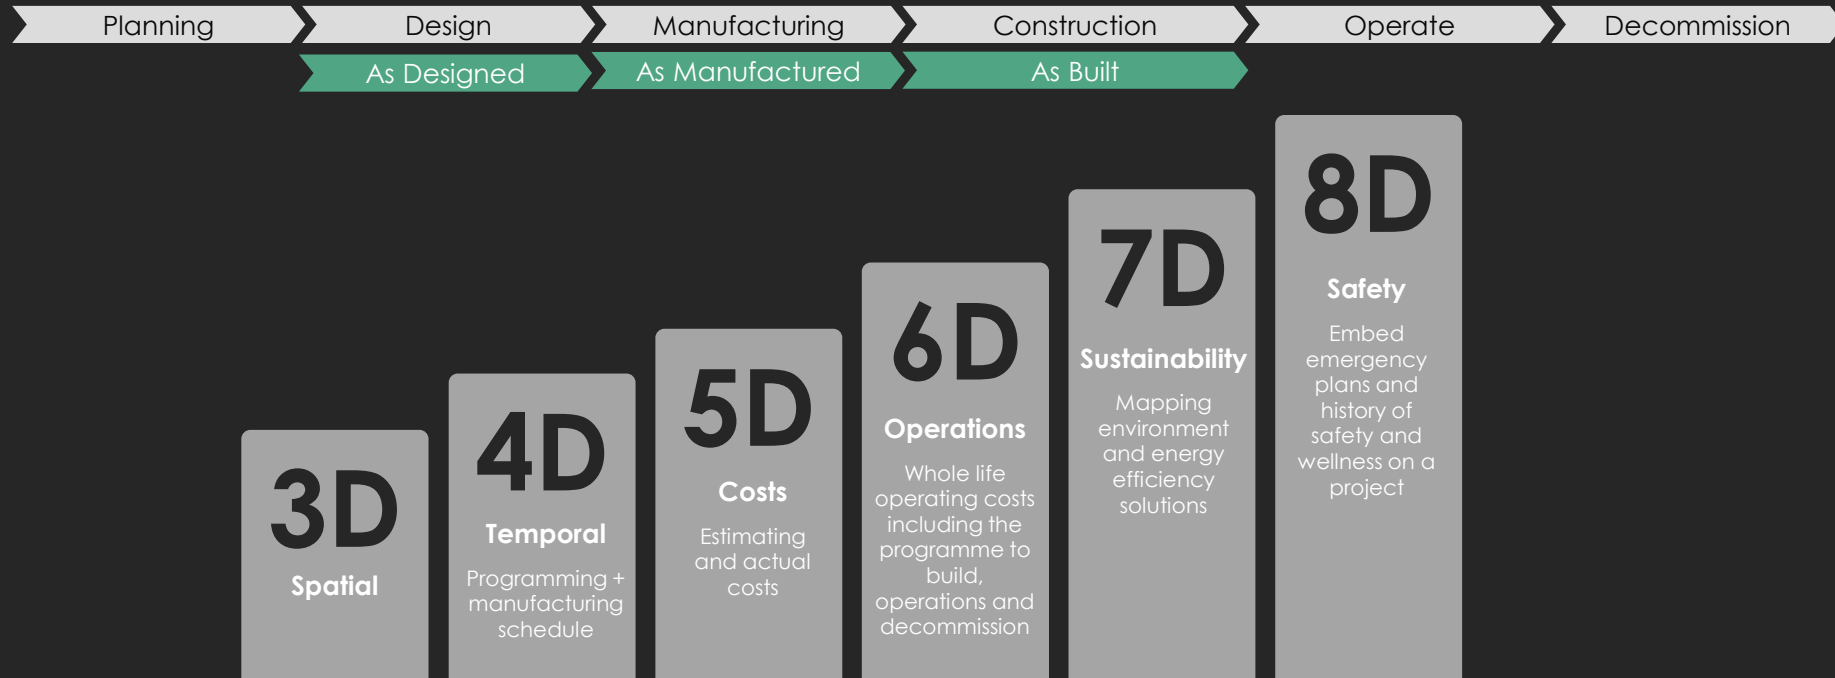 Planning
Design
Manufacturing
Construction
Operate
Decommission
As Designed
As Manufactured
As Built
3D
Spatial
4D
Temporal
Programming +
manufacturing
schedule
5D
Costs
Estimating
and actual
costs
6D
Operations
Whole life
operating costs
including the
programme to
build,
operations and
decommission
7D
Sustainability
Mapping
environment
and energy
efficiency
solutions
8D
Safety
Embed
emergency
plans and
history of
safety and
wellness on a
project